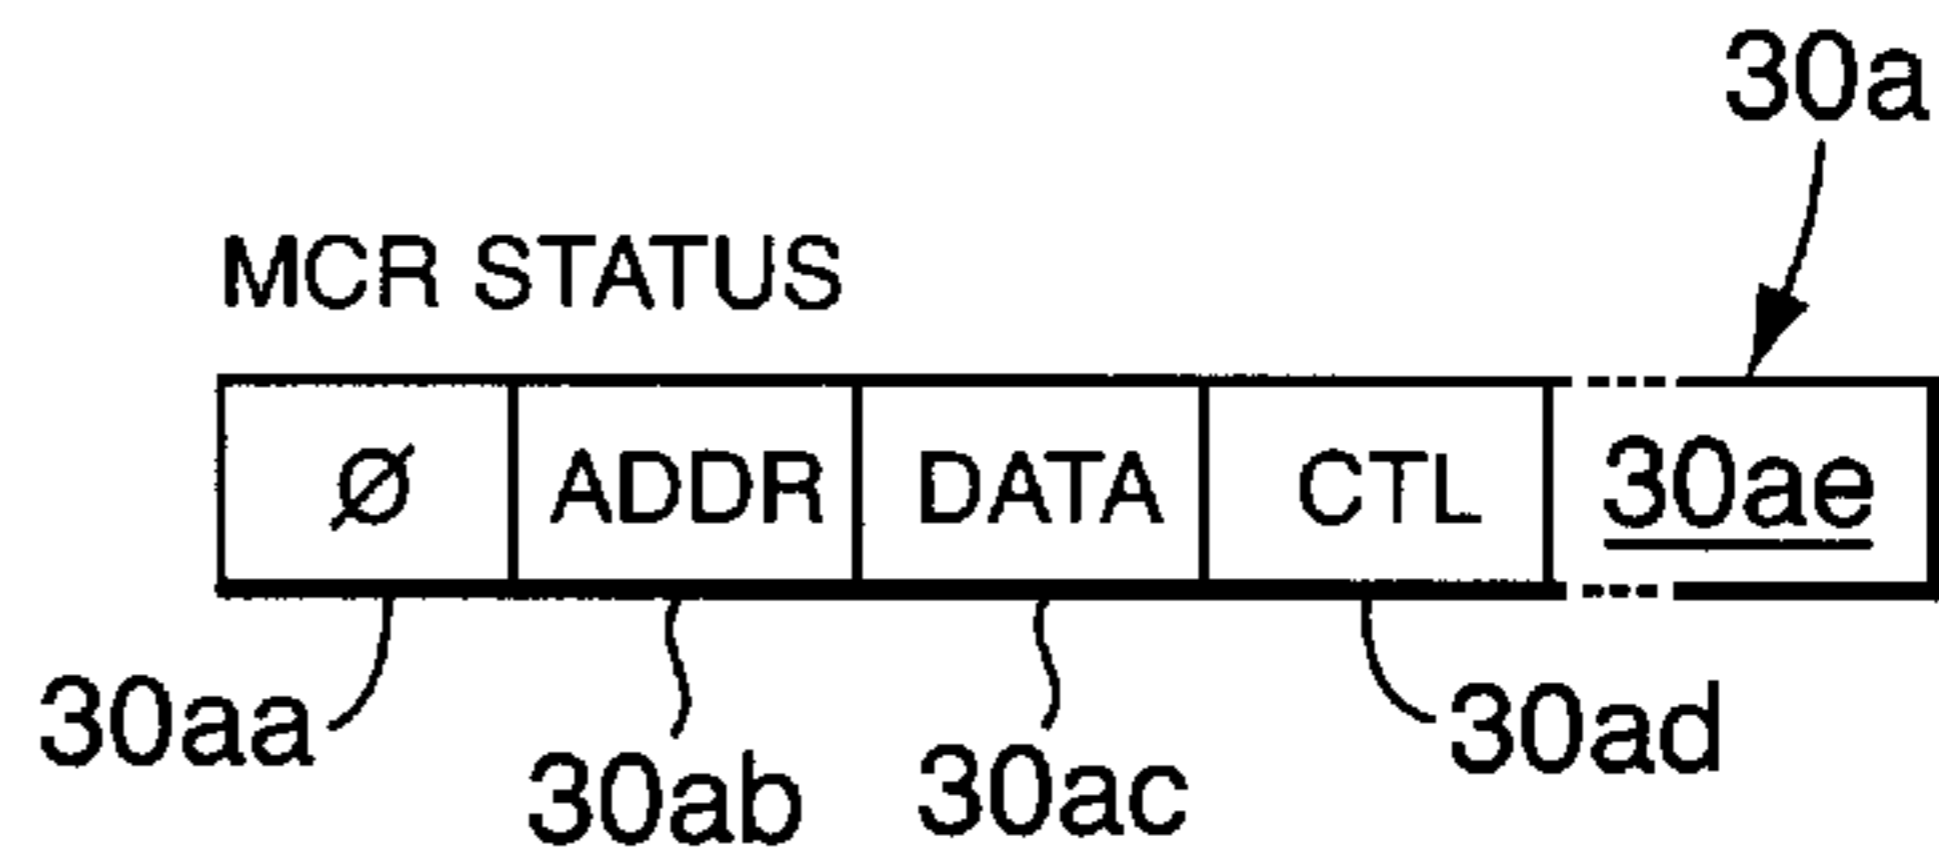 30a
MCR STATUS
Ø ADDR DATA CTL 30ae
30aa 30ab 30ac 30ad